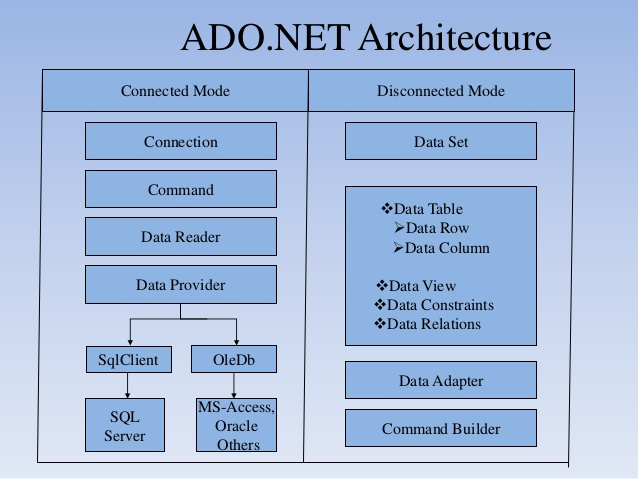 ADO.NET Architecture
Connected Mode
Disconnected Mode
Connection
Command
Data Reader
Data Provider
SqlClient
OleDb
SQL
Server
MS-Access,
Oracle
Others
Data Set
❖Data Table
➢Data Row
➢Data Column
❖Data View
❖Data Constraints
❖Data Relations
Data Adapter
Command Builder